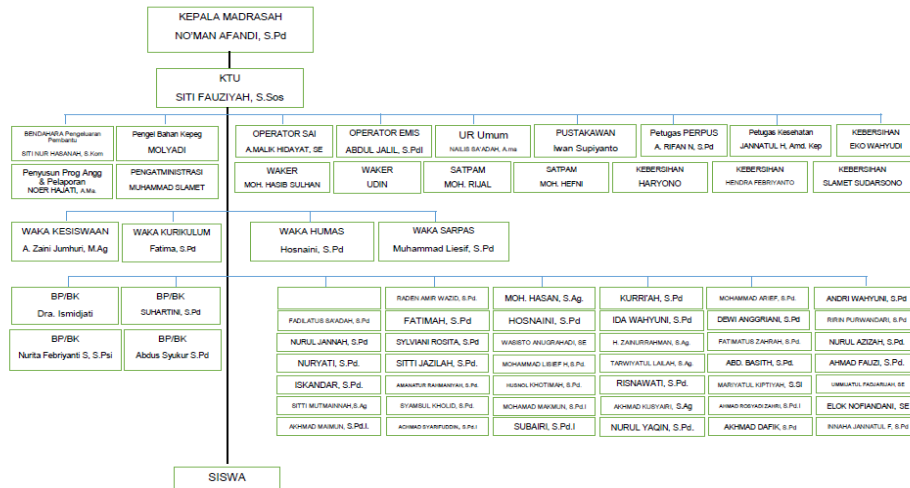 KEPALA MADRASAH
NO'MAN AFANDI, S.Pd
KTU
SITI FAUZIYAH, S.Sos
BENDAHARA Pengeluaran
Pembantu
SITI NUR HASANAH, S.Kom
Pengel Bahan Kepeg
MOLYADI
OPERATOR SAI
A.MALIK HIDAYAT, SE
OPERATOR EMIS
ABDUL JALIL, S.PdI
UR Umum
NAILIS SA'ADAH, A.ma
PUSTAKAWAN
Iwan Supiyanto
Petugas PERPUS
A. RIFAN N, S.Pd
Petugas Kesehatan
JANNATUL H, Amd. Kep
KEBERSIHAN
EKO WAHYUDI
Penyusun Prog Angg
& Pelaporan
NOER HAJATI, A.Ma
PENGATMINISTRASI
MUHAMMAD SLAMET
WAKER
MOH. HASIB SULHAN
WAKER
UDIN
SATPAM
MOH. RIJAL
SATPAM
MOH. HEFNI
KEBERSIHAN
HARYONO
KEBERSIHAN
HENDRA FEBRIYANTO
KEBERSIHAN
SLAMET SUDARSONO
WAKA KESISWAAN
A. Zaini Jumhuri, M.Ag
WAKA KURIKULUM
Fatima, S.Pd
WAKA HUMAS
Hosnaini, S.Pd
WAKA SARPAS
Muhammad Liesif, S.Pd
BP/BK
Dra. Ismidjati
BP/BK
SUHARTINI, S.Pd
BP/BK
Nurita Febriyanti S, S.Psi
BP/BK
Abdus Syukur S.Pd
RADEN AMIR WAZID, S.Pd.
MOH. HASAN, S.Ag.
KURRI'AH, S.Pd
MOHAMMAD ARIEF, S.Pd.
ANDRI WAHYUNI, S.Pd
FADILATUS SA'ADAH, S.Pd
FATIMAH, S.Pd
HOSNAINI, S.Pd
IDA WAHYUNI, S.Pd
DEWI ANGGRIANI, S.Pd
RIRIN PURWANDARI, S.Pd
NURUL JANNAH, S.Pd
SYLVIANI ROSITA, S.Pd
WASISTO ANUGRAHADI, SE
H. ZAINURRAHMAN, S.Ag.
FATIMATUS ZAHRAH, S.Pd
NURUL AZIZAH, S.Pd.
NURYATI, S.Pd.
SITTI JAZILAH, S.Pd.
MOHAMMAD LISIEF H, S.Pd.
TARWIYATUL LAILAH, S.Ag.
ABD. BASITH, S.Pd.
AHMAD FAUZI, S.Pd.
ISKANDAR, S.Pd.
AMANATUR RAHMANIYAH, S.Pd.
HUSNOL KHOTIMAH, S.Pd.
RISNAWATI, S.Pd.
MARIYATUL KIPTIYAH, S.SI
UMMIJATUL FADJARIJAH, SE
SITTI MUTMAINNAH, S.Ag
SYAMSUL KHOLID, S.Pd.
MOHAMAD MAKMUN, S.Pd.I
AKHMAD KUSYAIRI, S.Ag
AHMAD ROSYADI ZAHRI, S.Pd.I
ELOK NOFIANDANI, SE
AKHMAD MAIMUN, S.Pd.I.
ACHMAD SYARIFUDDIK, S.Pd.I
SUBAIRI, S.Pd.I
NURUL YAQIN, S.Pd.
AKHMAD DAFIK, S.Pd
INNAHA JANNATUL F, S.Pd
SISWA